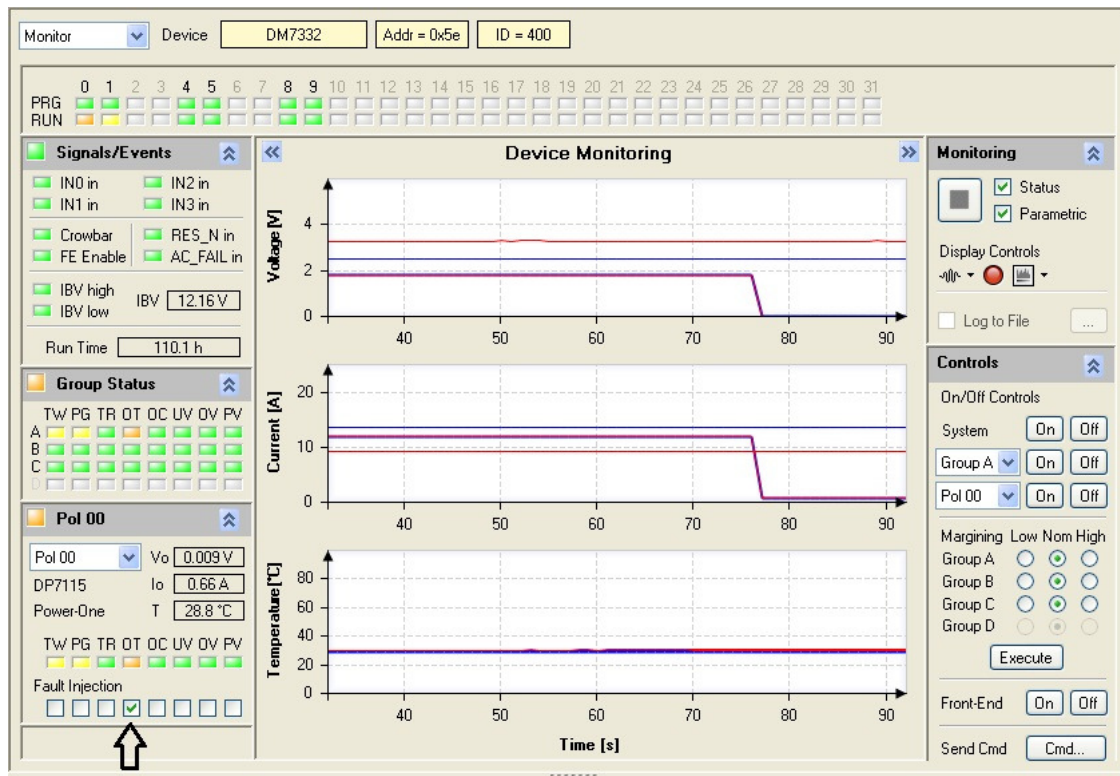 Monitor Device DM7332 Addr = 0x5e ID = 400
0 1 2 3 4 5 6 7 8 9 10 11 12 13 14 15 16 17 18 19 20 21 22 23 24 25 26 27 28 29 30 31
PRG
RUN
Signals/Events
IN0 in IN2 in
IN1 in IN3 in
Crowbar RES_N in
FE Enable AC_FAIL in
IBV high
IBV low
IBV 12.16 V
Run Time 110.1 h
Group Status
TW PG TR OT OC UV OV PV
A
B
C
D
Pol 00
Pol 00 Vo 0.009 V
DP7115 Io 0.66 A
Power-One T 28.8 °C
TW PG TR OT OC UV OV PV
Fault Injection
Device Monitoring
Voltage [V]
4
2
0
40 50 60 70 80 90
Current [A]
20
10
0
40 50 60 70 80 90
Temperature [°C]
80
60
40
20
0
40 50 60 70 80 90
Time [s]
Monitoring
Status
Parametric
Display Controls
Log to File ...
Controls
On/Off Controls
System On Off
Group A On Off
Pol 00 On Off
Margining Low Nom High
Group A
Group B
Group C
Group D
Execute
Front-End On Off
Send Cmd Cmd...